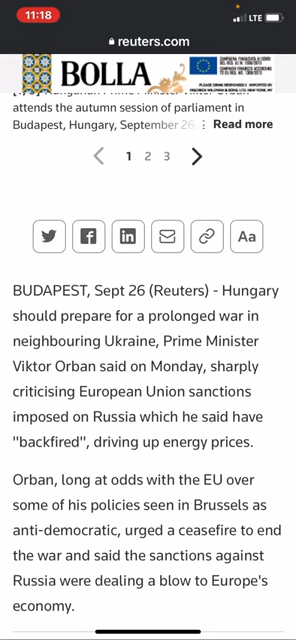 11:18
LTE
reuters.com
BOLLA
attends the autumn session of parliament in
Budapest, Hungary, September 26, ⋮ Read more
1 2 3
Aa
BUDAPEST, Sept 26 (Reuters) - Hungary
should prepare for a prolonged war in
neighbouring Ukraine, Prime Minister
Viktor Orban said on Monday, sharply
criticising European Union sanctions
imposed on Russia which he said have
"backfired", driving up energy prices.
Orban, long at odds with the EU over
some of his policies seen in Brussels as
anti-democratic, urged a ceasefire to end
the war and said the sanctions against
Russia were dealing a blow to Europe's
economy.